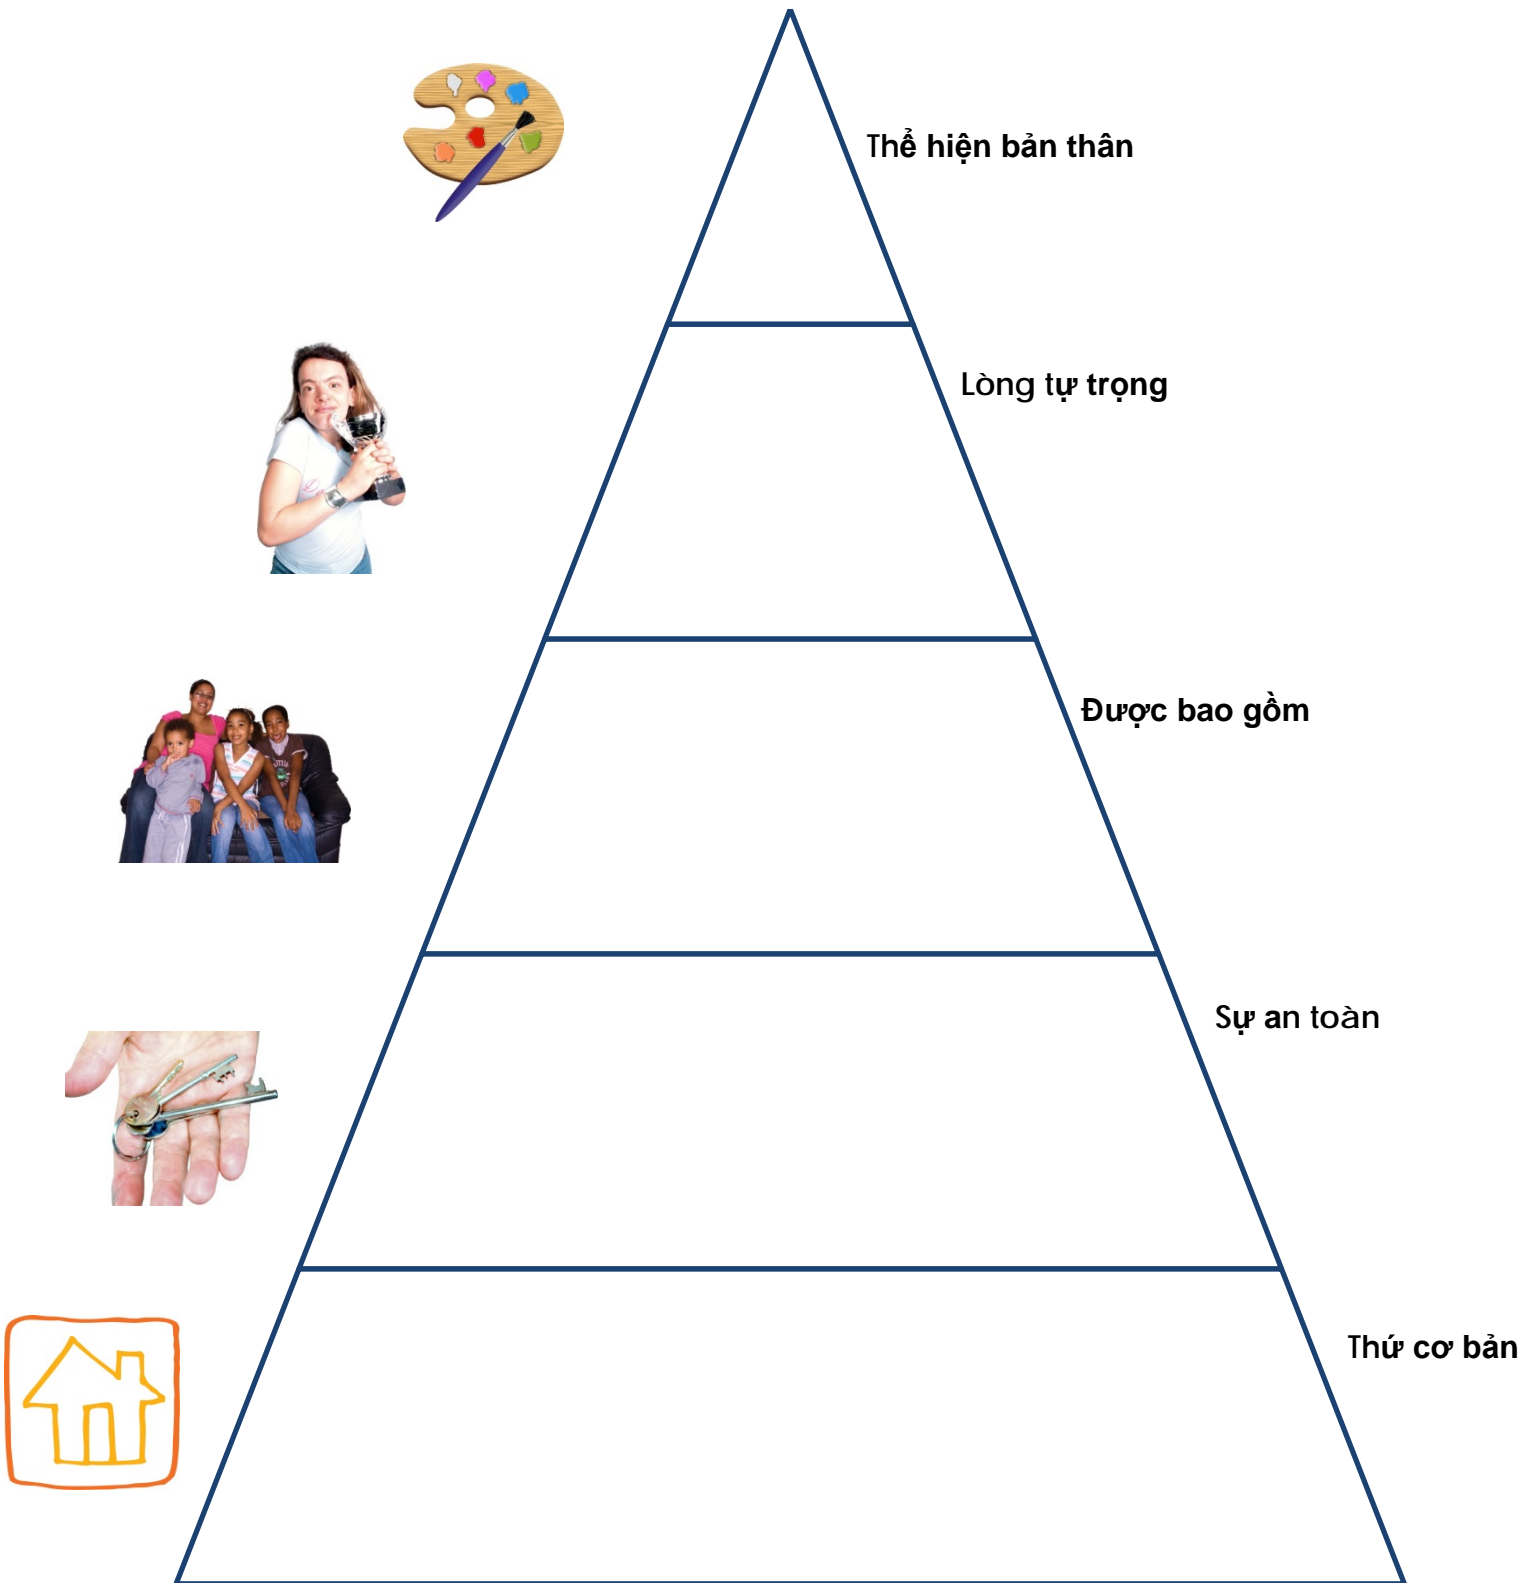 Thể hiện bản thân
Lòng tự trọng
Được bao gồm
Sự an toàn
Thứ cơ bản